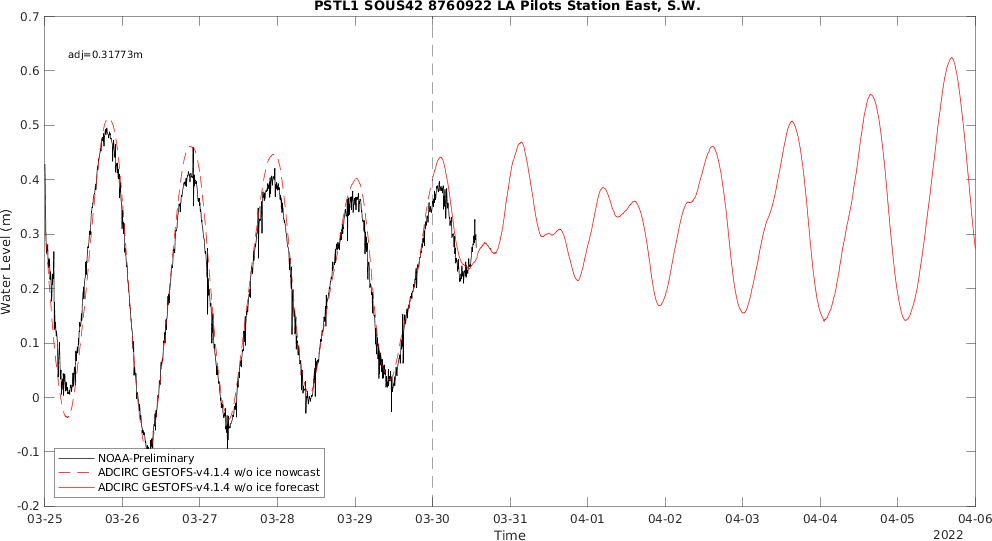 PSTL1 SOUS42 8760922 LA Pilots Station East, S.W.
adj=0.31773m
0.7
0.6
0.5
0.4
0.3
0.2
0.1
0
-0.1
-0.2
Water Level (m)
NOAA-Preliminary
ADCIRC GESTOFS-v4.1.4 w/o ice nowcast
ADCIRC GESTOFS-v4.1.4 w/o ice forecast
03-25 03-26 03-27 03-28 03-29 03-30 03-31 04-01 04-02 04-03 04-04 04-05 04-06
Time
2022